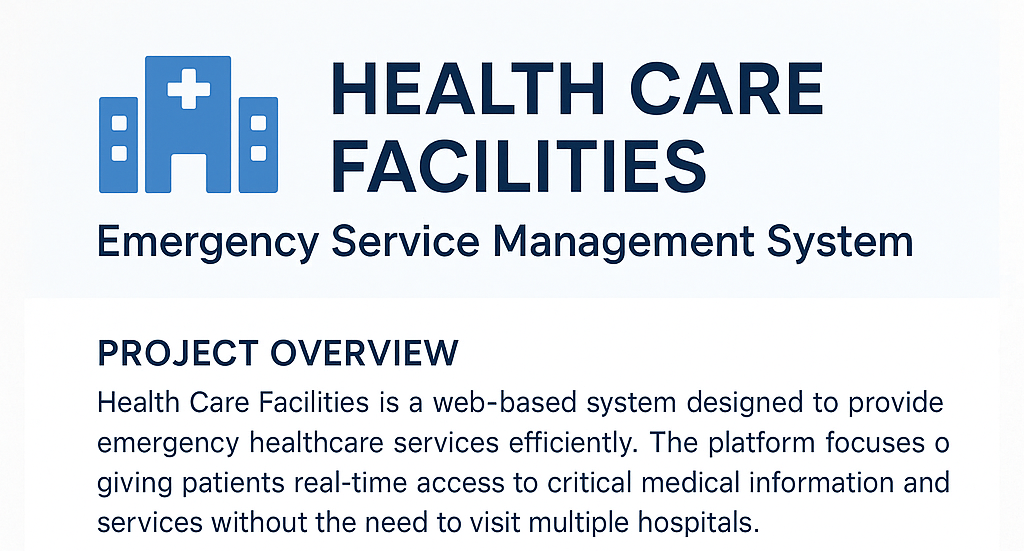 HEALTH CARE
FACILITIES
Emergency Service Management System
PROJECT OVERVIEW
Health Care Facilities is a web-based system designed to provide
emergency healthcare services efficiently. The platform focuses o
giving patients real-time access to critical medical information and
services without the need to visit multiple hospitals.